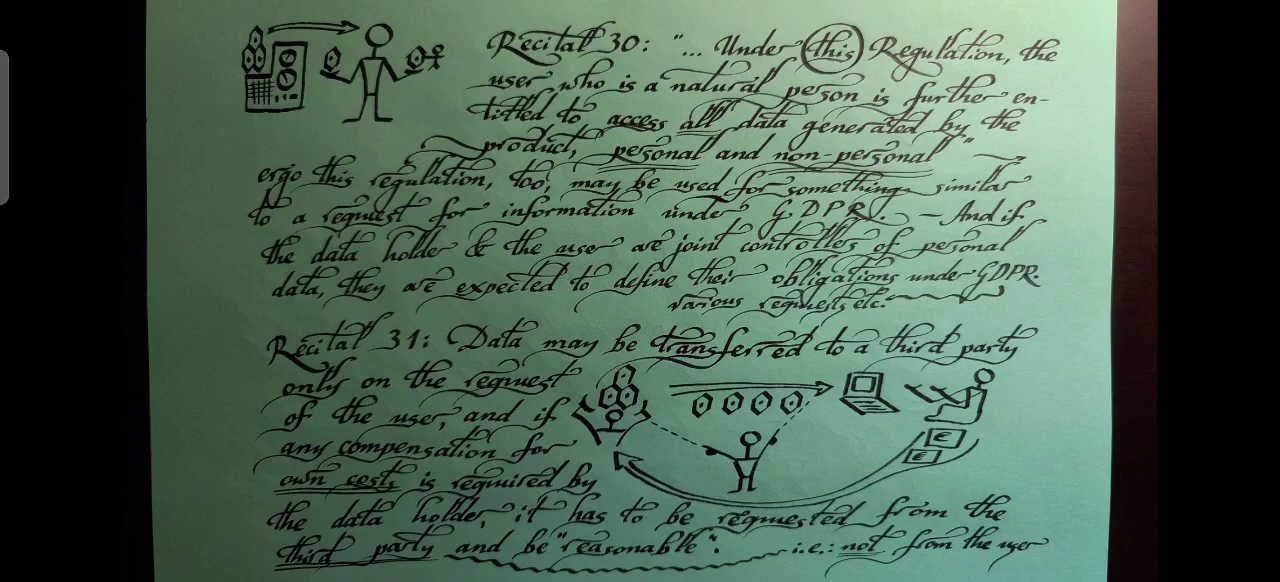 Recital 30: "... Under this Regulation, the
user who is a natural person is further en-
titled to access all data generated by the
product, personal and non-personal"
ergo this regulation, too, may be used for something similar
to a request for information under GDPR. – And if
the data holder & the user are joint controllers of personal
data, they are expected to define their obligations under GDPR.
various requests, etc.
Recital 31: Data may be transferred to a third party
only on the request
of the user, and if
any compensation for
own cost, is required by
the data holder, it has to be requested from the
third party and be "reasonable". i.e.: not from the user
€
€